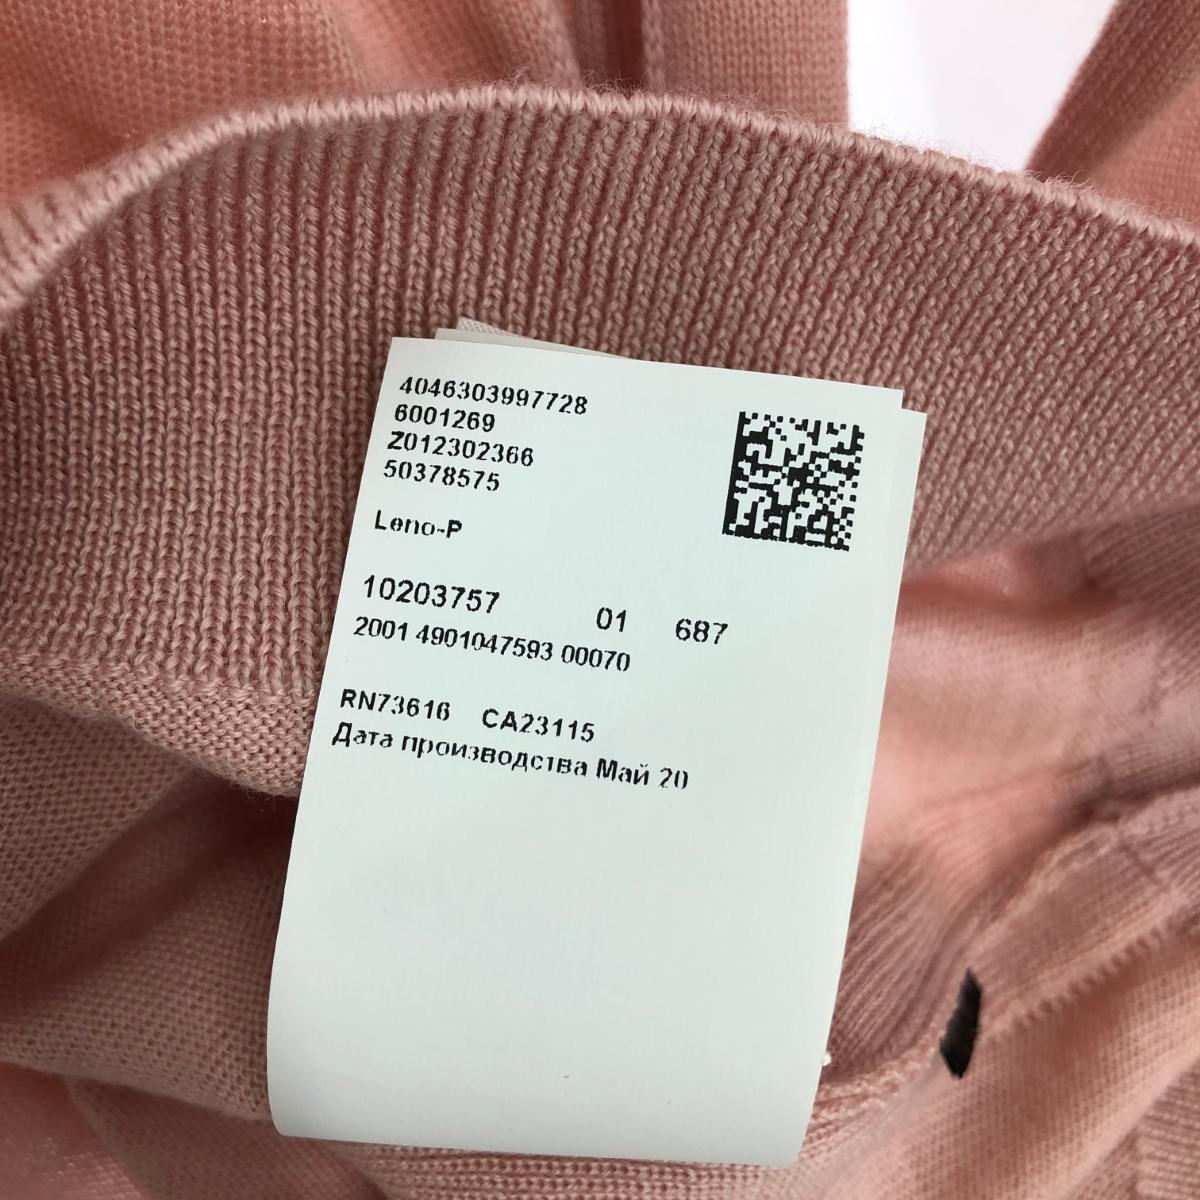 4046303997728
6001269
Z012302366
50378575
Leno-P
10203757 01 687
2001 4901047593 00070
RN73616 CA23115
Дата производства Май 20